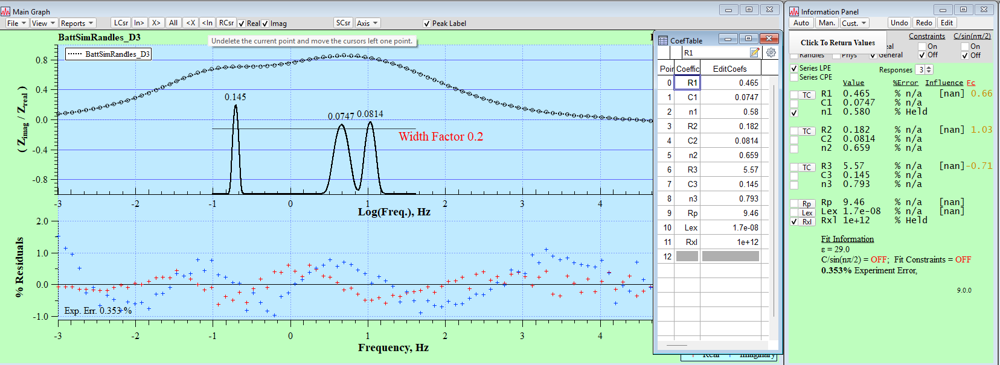 Main Graph
File View Reports LCsr In> X> All <X <In RCsr Real Imag SCsr Axis Peak Label
BattSimRandles_D3
Undelete the current point and move the cursors left one point.
BattSimRandles_D3
0.8
0.4
0.0
-0.4
-0.8
( Zimag / Zreal )
0.145
0.0747 0.0814
Width Factor 0.2
-3 -2 -1 0 1 2 3 4
Log(Freq.), Hz
2.0
1.0
0.0
-1.0
% Residuals
Exp. Err. 0.353 %
-3 -2 -1 0 1 2 3 4
Frequency, Hz
Real Imaginary
CoefTable
R1
Poin Coeffic EditCoefs
0 R1 0.465
1 C1 0.0747
2 n1 0.58
3 R2 0.182
4 C2 0.0814
5 n2 0.659
6 R3 5.57
7 C3 0.145
8 n3 0.793
9 Rp 9.46
10 Lex 1.7e-08
11 Rxl 1e+12
12
Information Panel
Auto Man. Cust. Undo Redo Edit
Click To Return Values
Constraints C/sin(nπ/2)
On On
Randles Phys General Off Off
Series LPE
Series CPE
Responses 3
Value %Error Influence Fc
TC R1 0.465 % n/a [nan] 0.66
C1 0.0747 % n/a
n1 0.580 % Held
TC R2 0.182 % n/a [nan] 1.03
C2 0.0814 % n/a
n2 0.659 % n/a
TC R3 5.57 % n/a [nan] -0.71
C3 0.145 % n/a
n3 0.793 % n/a
Rp Rp 9.46 % n/a [nan]
Lex Lex 1.7e-08 % n/a [nan]
Rxl Rxl 1e+12 % Held
Fit Information
ε = 29.0
C/sin(nπ/2) = OFF; Fit Constraints = OFF
0.353% Experiment Error,
9.0.0